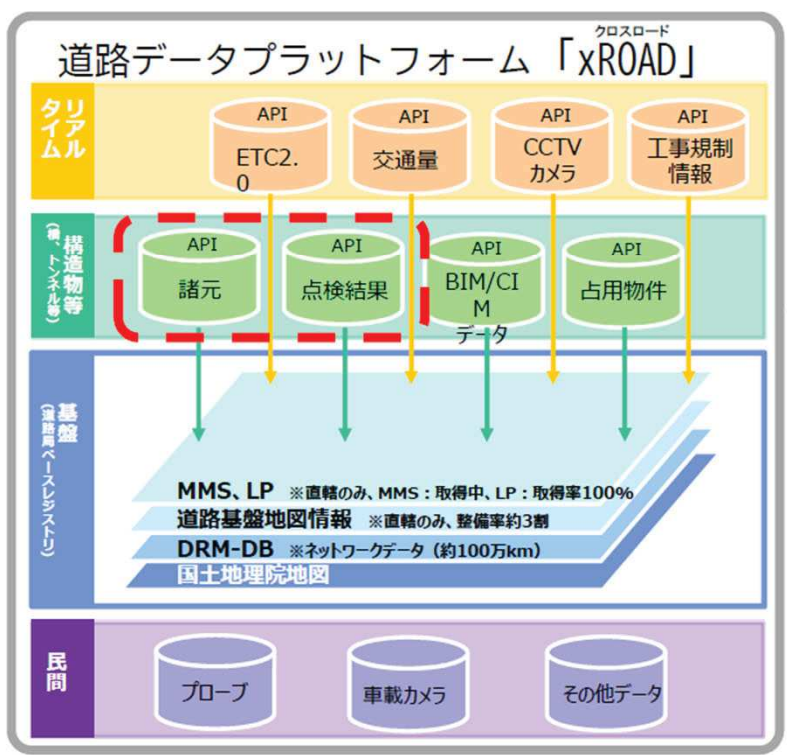 クロスロード
道路データプラットフォーム「xROAD」
リアル
タイム
API
ETC2.
0
API
交通量
API
CCTV
カメラ
API
工事規制
情報
構造物等
(橋、トンネル等)
API
諸元
API
点検結果
API
BIM/CI
M
データ
API
占用物件
基盤
(道路局ベースレジストリ)
MMS、LP ※直轄のみ、MMS：取得中、LP：取得率100%
道路基盤地図情報 ※直轄のみ、整備率約3割
DRM-DB ※ネットワークデータ（約100万km）
国土地理院地図
民間
プローブ
車載カメラ
その他データ